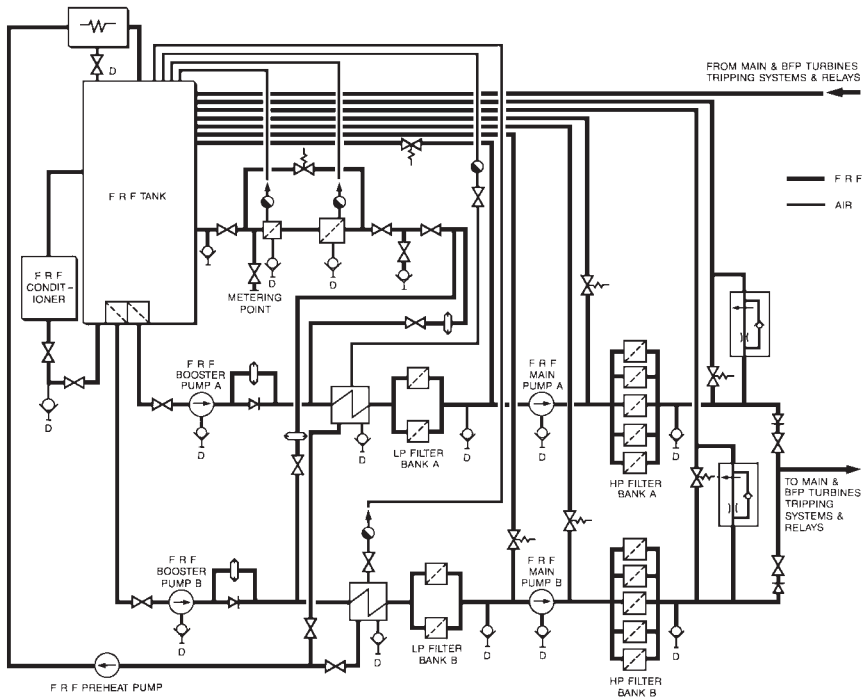 D
FROM MAIN & BFP TURBINES
TRIPPING SYSTEMS & RELAYS
F R F
AIR
F R F TANK
F R F
CONDIT-
IONER
D
D
METERING
POINT
F R F
BOOSTER
PUMP A
F R F
MAIN
PUMP A
D
D
D
LP FILTER
BANK A
D
D
HP FILTER
BANK A
TO MAIN &
BFP TURBINES
TRIPPING
SYSTEMS &
RELAYS
F R F
BOOSTER
PUMP B
F R F
MAIN
PUMP B
D
D
LP FILTER
BANK B
D
D
HP FILTER
BANK B
F R F PREHEAT PUMP